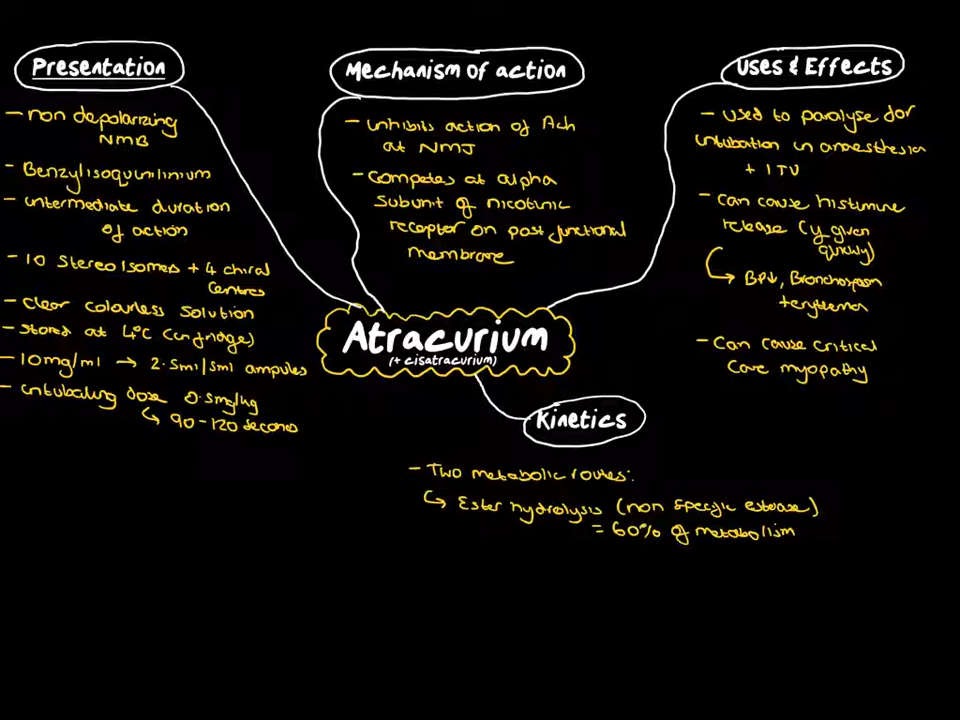 Presentation
- non depolarizing
NMB
- Benzylisoquinilinium
- intermediate duration
of action
- 10 Stereoisomers + 4 chiral
centres
- Clear colourless solution
- Stored at 4°C (in fridge)
- 10mg/ml → 2.5ml/5ml ampules
- intubating dose 0.5mg/kg
↳ 90-120 seconds
Mechanism of action
- inhibits action of Ach
at NMJ
- Competes at alpha
Subunit of nicotinic
receptor on post junctional
membrane
Uses & Effects
- used to paralyse for
intubation in anaesthesia
+ ITU
- can cause histimine
release (if given
quickly)
↳ BP↓, Bronchospasm
+ erythema
- Can cause critical
care myopathy
Atracurium
(+ cisatracurium)
Kinetics
- Two metabolic routes:
↳ Ester hydrolysis (non specific esterase)
= 60% of metabolism